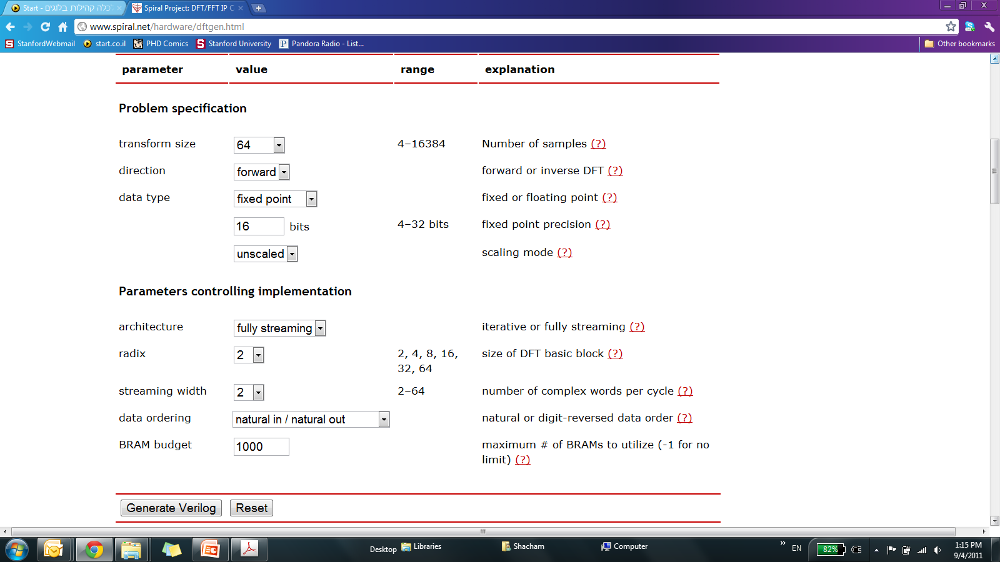 Start - לכלה קהילות בלוגים
Spiral Project: DFT/FFT IP C
www.spiral.net/hardware/dftgen.html
StanfordWebmail start.co.il PHD Comics Stanford University Pandora Radio - List... Other bookmarks
parameter value range explanation
Problem specification
transform size 64 4–16384 Number of samples (?)
direction forward forward or inverse DFT (?)
data type fixed point fixed or floating point (?)
16 bits 4–32 bits fixed point precision (?)
unscaled scaling mode (?)
Parameters controlling implementation
architecture fully streaming iterative or fully streaming (?)
radix 2 2, 4, 8, 16, size of DFT basic block (?)
32, 64
streaming width 2 2–64 number of complex words per cycle (?)
data ordering natural in / natural out natural or digit-reversed data order (?)
BRAM budget 1000 maximum # of BRAMs to utilize (-1 for no
limit) (?)
Generate Verilog Reset
Desktop Libraries Shacham Computer » EN 82% 1:15 PM
9/4/2011